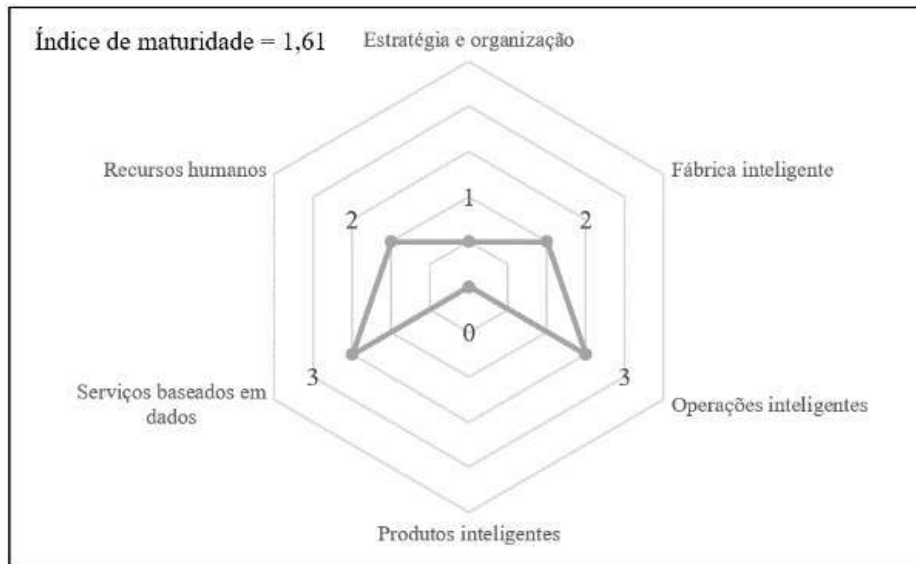 Índice de maturidade = 1,61
Estratégia e organização
Recursos humanos
Fábrica inteligente
1
2
2
0
3
3
Serviços baseados em
dados
Operações inteligentes
Produtos inteligentes